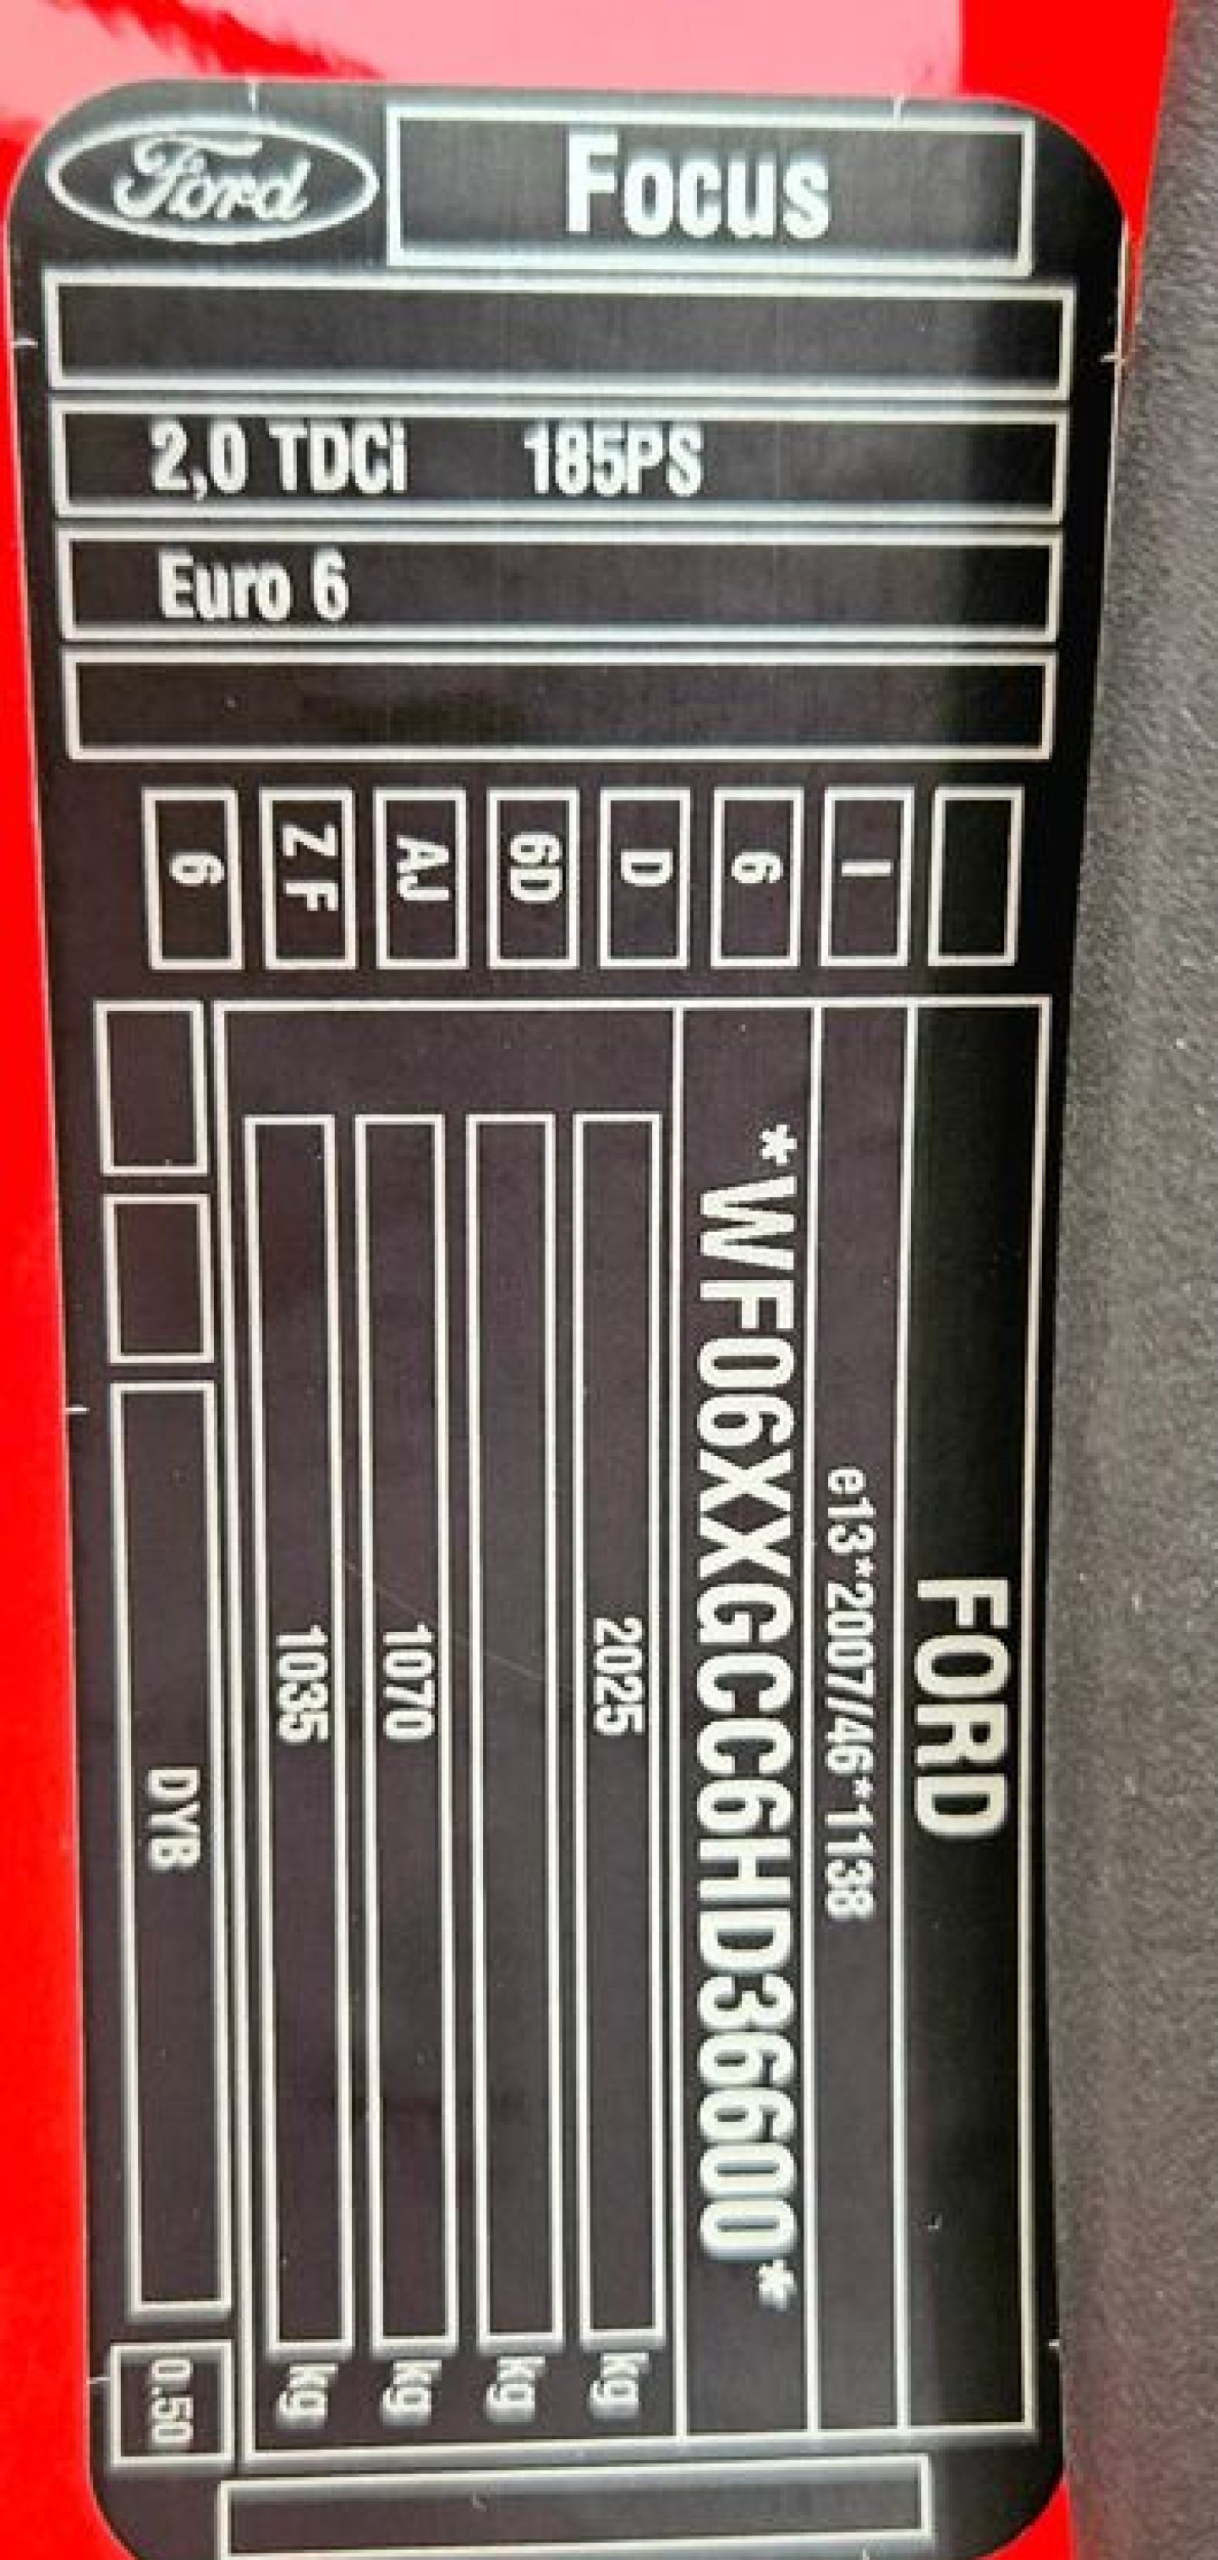 Ford
Focus
2,0 TDCi 185PS
Euro 6
I
6
D
6D
AJ
Z F
6
FORD
e13*2007/46*1138
*WF06XXGCC6HD36600*
2025 kg
kg
1070 kg
1035 kg
DYB
0.50